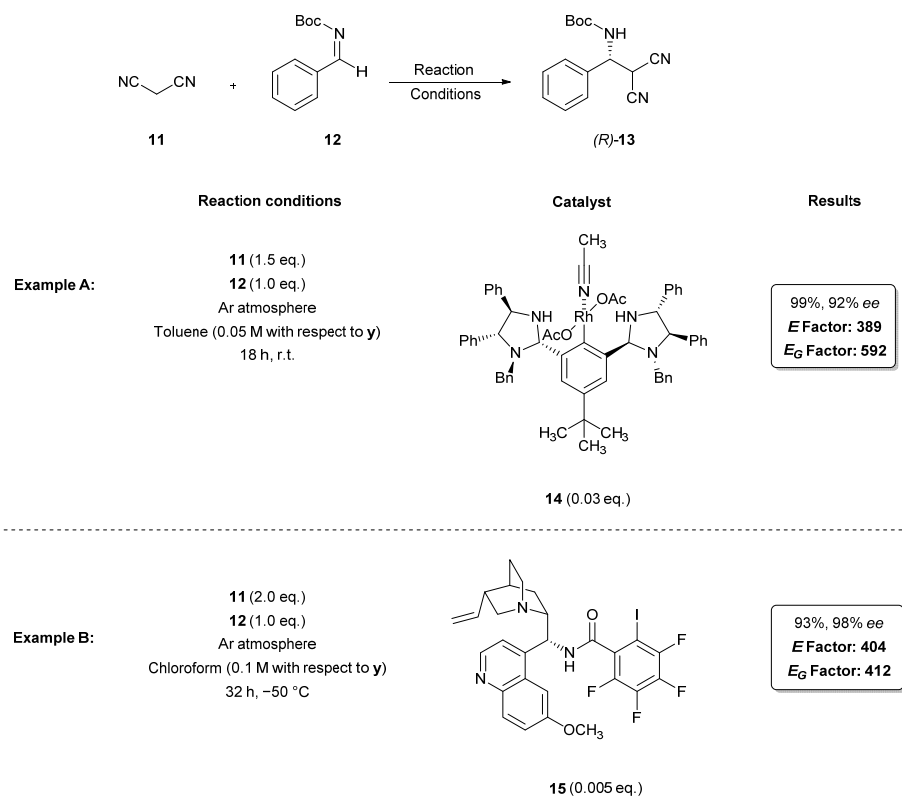 Boc
N
H
NC CN
+
Reaction
Conditions
Boc
NH
CN
CN
11
12
(R)-13
Reaction conditions
Catalyst
Results
Example A:
11 (1.5 eq.)
12 (1.0 eq.)
Ar atmosphere
Toluene (0.05 M with respect to y)
18 h, r.t.
CH3
N
Ph
NH
Rh
OAc
AcO
HN
Ph
Ph
N
Bn
N
Ph
Bn
H3C
CH3
CH3
14 (0.03 eq.)
99%, 92% ee
E Factor: 389
EG Factor: 592
Example B:
11 (2.0 eq.)
12 (1.0 eq.)
Ar atmosphere
Chloroform (0.1 M with respect to y)
32 h, −50 °C
N
O
I
N
H
F
F
F
F
N
OCH3
15 (0.005 eq.)
93%, 98% ee
E Factor: 404
EG Factor: 412